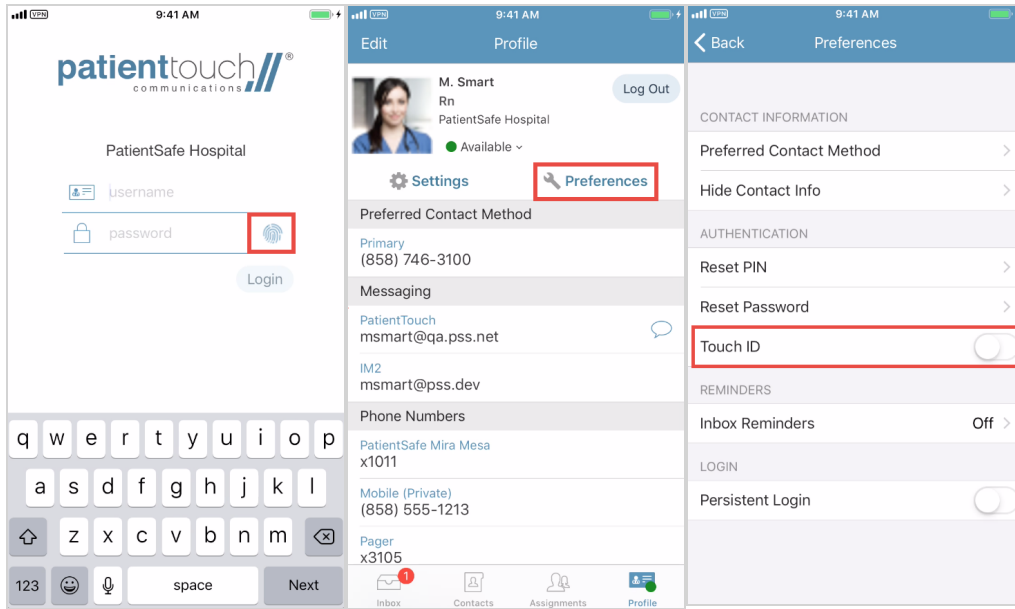 VPN
9:41 AM
patienttouch®
communications
PatientSafe Hospital
username
password
Login
q w e r t y u i o p
a s d f g h j k l
z x c v b n m
123 space Next
VPN
9:41 AM
Edit Profile
M. Smart
Rn
PatientSafe Hospital
Available
Log Out
Settings Preferences
Preferred Contact Method
Primary
(858) 746-3100
Messaging
PatientTouch
msmart@qa.pss.net
IM2
msmart@pss.dev
Phone Numbers
PatientSafe Mira Mesa
x1011
Mobile (Private)
(858) 555-1213
Pager
x3105
1
Inbox Contacts Assignments Profile
VPN
9:41 AM
Back Preferences
CONTACT INFORMATION
Preferred Contact Method
Hide Contact Info
AUTHENTICATION
Reset PIN
Reset Password
Touch ID
REMINDERS
Inbox Reminders Off
LOGIN
Persistent Login